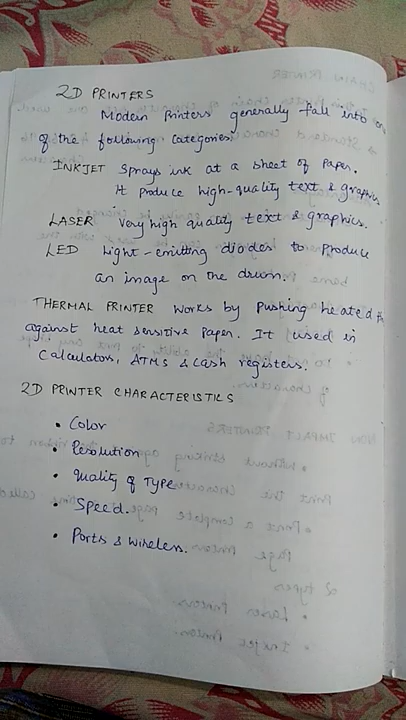 2D PRINTERS
Modern Printers generally fall into
of the following Categories.
INKJET Sprays ink at a sheet of Paper.
It produce high-quality text & graphics
LASER Very high quality text & graphics.
LED Light-emitting diodes to produce
an image on the drum.
THERMAL PRINTER Works by Pushing heated
against heat sensitive paper. It used in
Calculators, ATMs & Cash registers.
2D PRINTER CHARACTERISTICS
• Color
• Resolution
• Quality of Type
• Speed.
• Ports & Wireless.